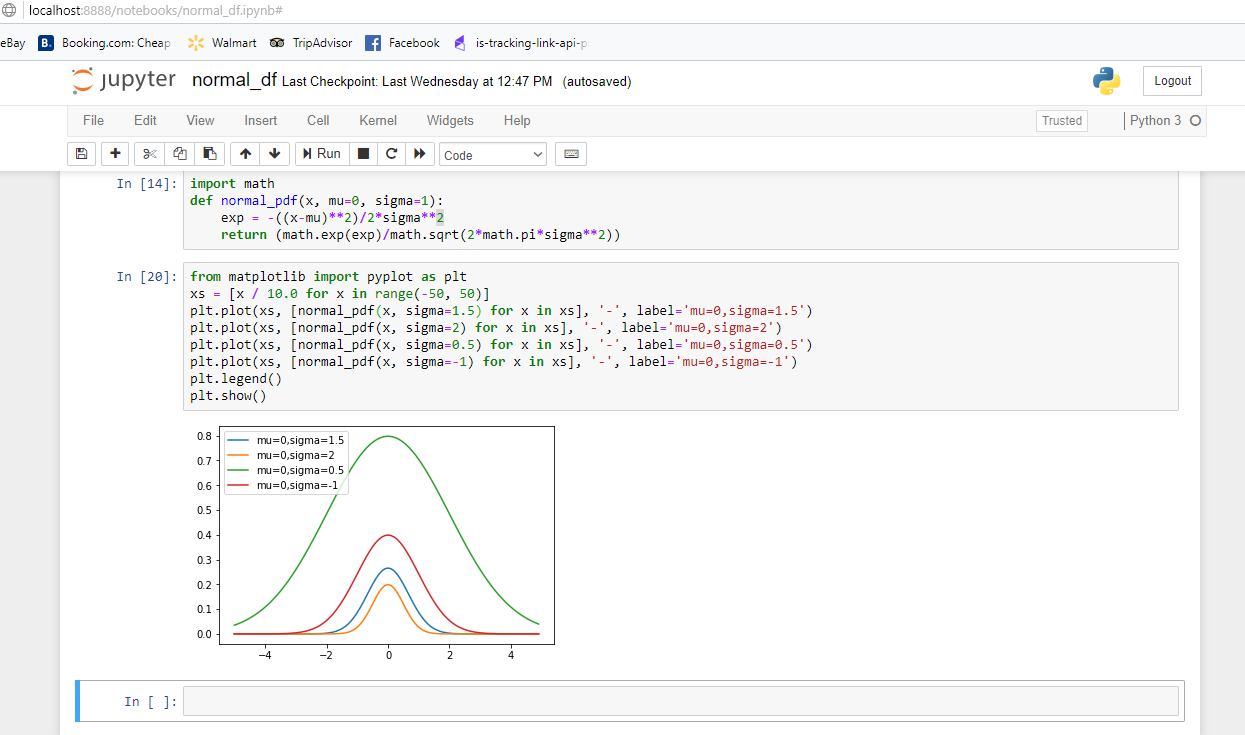 localhost:8888/notebooks/normal_df.ipynb#
eBay B. Booking.com: Cheap Walmart TripAdvisor Facebook is-tracking-link-api-p
jupyter normal_df Last Checkpoint: Last Wednesday at 12:47 PM (autosaved) Logout
File Edit View Insert Cell Kernel Widgets Help Trusted Python 3
Run Code
In [14]: import math
def normal_pdf(x, mu=0, sigma=1):
    exp = -((x-mu)**2)/2*sigma**2
    return (math.exp(exp)/math.sqrt(2*math.pi*sigma**2))
In [20]: from matplotlib import pyplot as plt
xs = [x / 10.0 for x in range(-50, 50)]
plt.plot(xs, [normal_pdf(x, sigma=1.5) for x in xs], '-', label='mu=0,sigma=1.5')
plt.plot(xs, [normal_pdf(x, sigma=2) for x in xs], '-', label='mu=0,sigma=2')
plt.plot(xs, [normal_pdf(x, sigma=0.5) for x in xs], '-', label='mu=0,sigma=0.5')
plt.plot(xs, [normal_pdf(x, sigma=-1) for x in xs], '-', label='mu=0,sigma=-1')
plt.legend()
plt.show()
0.8
0.7
0.6
0.5
0.4
0.3
0.2
0.1
0.0
mu=0,sigma=1.5
mu=0,sigma=2
mu=0,sigma=0.5
mu=0,sigma=-1
−4 −2 0 2 4
In [ ]: